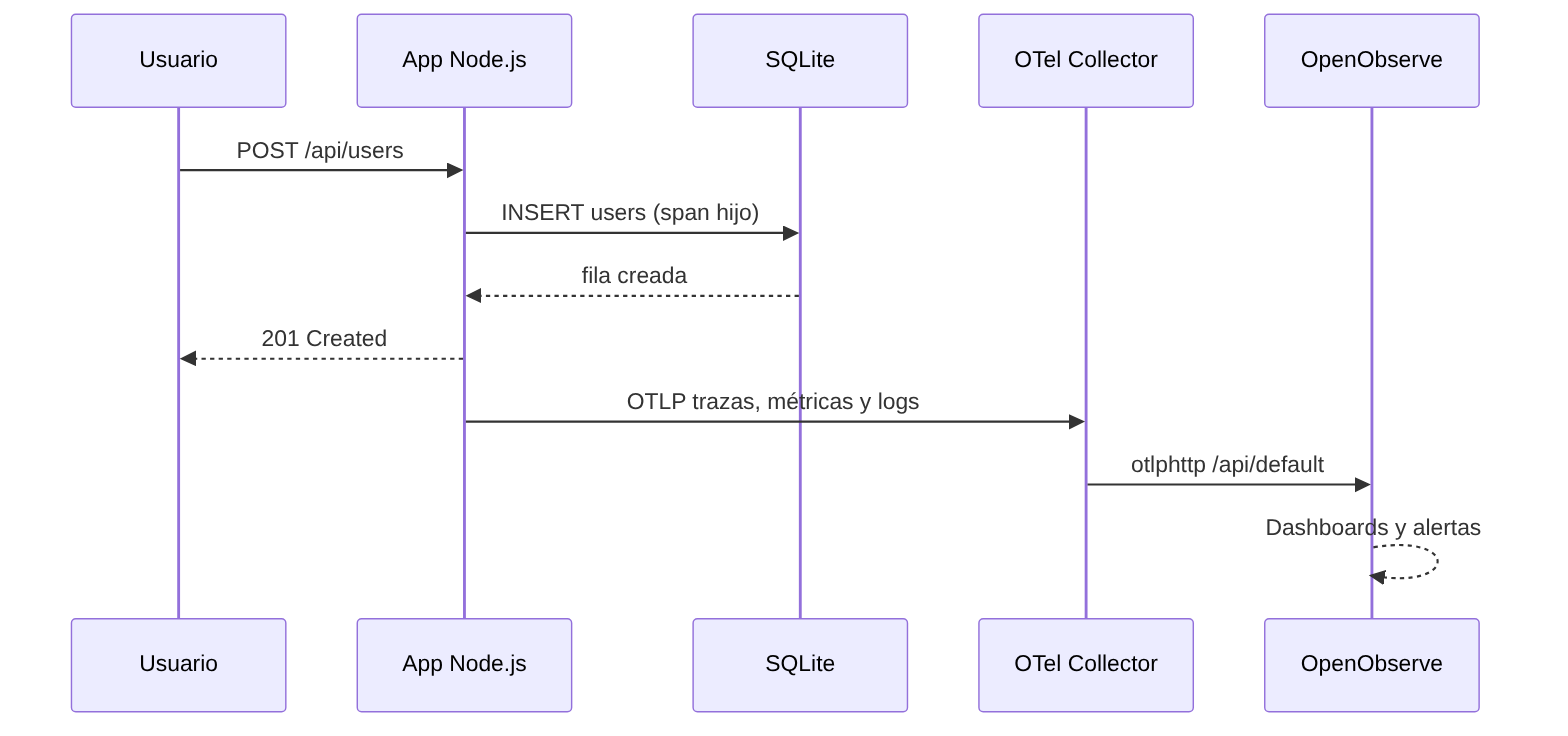 Usuario
App Node.js
SQLite
OTel Collector
OpenObserve
POST /api/users
INSERT users (span hijo)
fila creada
201 Created
OTLP trazas, métricas y logs
otlphttp /api/default
Dashboards y alertas
Usuario
App Node.js
SQLite
OTel Collector
OpenObserve